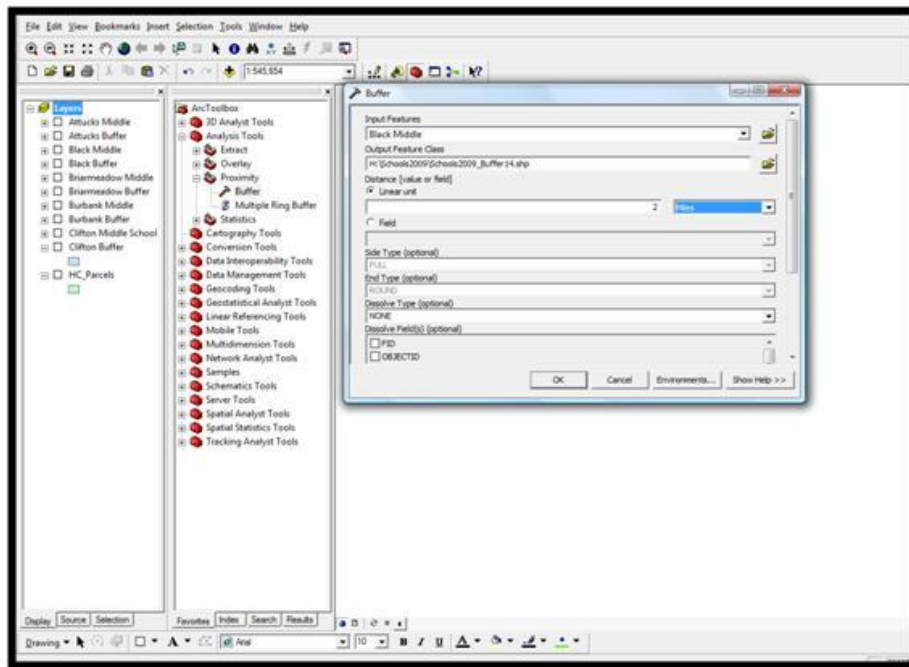 File Edit View Bookmarks Insert Selection Tools Window Help
1:545,654
Layers
Attucks Middle
Attucks Buffer
Black Middle
Black Buffer
Briarmeadow Middle
Briarmeadow Buffer
Burbank Middle
Burbank Buffer
Clifton Middle School
Clifton Buffer
HC_Parcels
Display Source Selection
ArcToolbox
3D Analyst Tools
Analysis Tools
Extract
Overlay
Proximity
Buffer
Multiple Ring Buffer
Statistics
Cartography Tools
Conversion Tools
Data Interoperability Tools
Data Management Tools
Geocoding Tools
Geostatistical Analyst Tools
Linear Referencing Tools
Mobile Tools
Multidimension Tools
Network Analyst Tools
Samples
Schematics Tools
Server Tools
Spatial Analyst Tools
Spatial Statistics Tools
Tracking Analyst Tools
Favorites Index Search Results
Buffer
Input Features
Black Middle
Output Feature Class
H:\Schools2009\Schools2009_Buffer14.shp
Distance [value or field]
Linear unit
2 Miles
Field
Side Type (optional)
FULL
End Type (optional)
ROUND
Dissolve Type (optional)
NONE
Dissolve Field(s) (optional)
FID
OBJECTID
OK Cancel Environments... Show Help >>
Drawing A Arial 10 B I U A